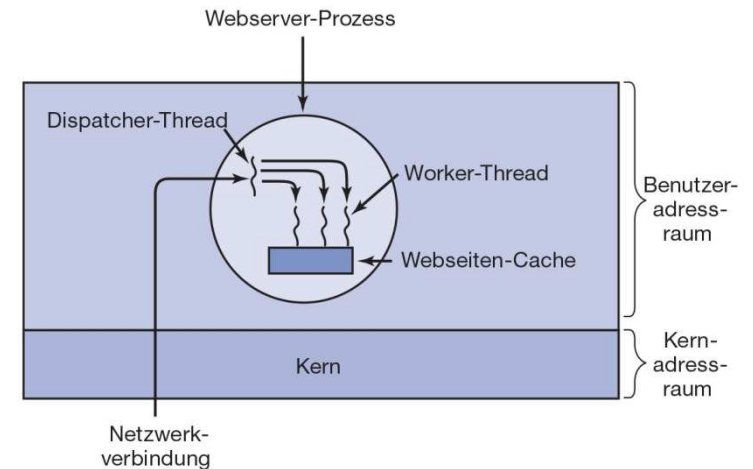 Webserver-Prozess
Dispatcher-Thread
Worker-Thread
Benutzer-
adress-
raum
Webseiten-Cache
Kern
Kern-
adress-
raum
Netzwerk-
verbindung